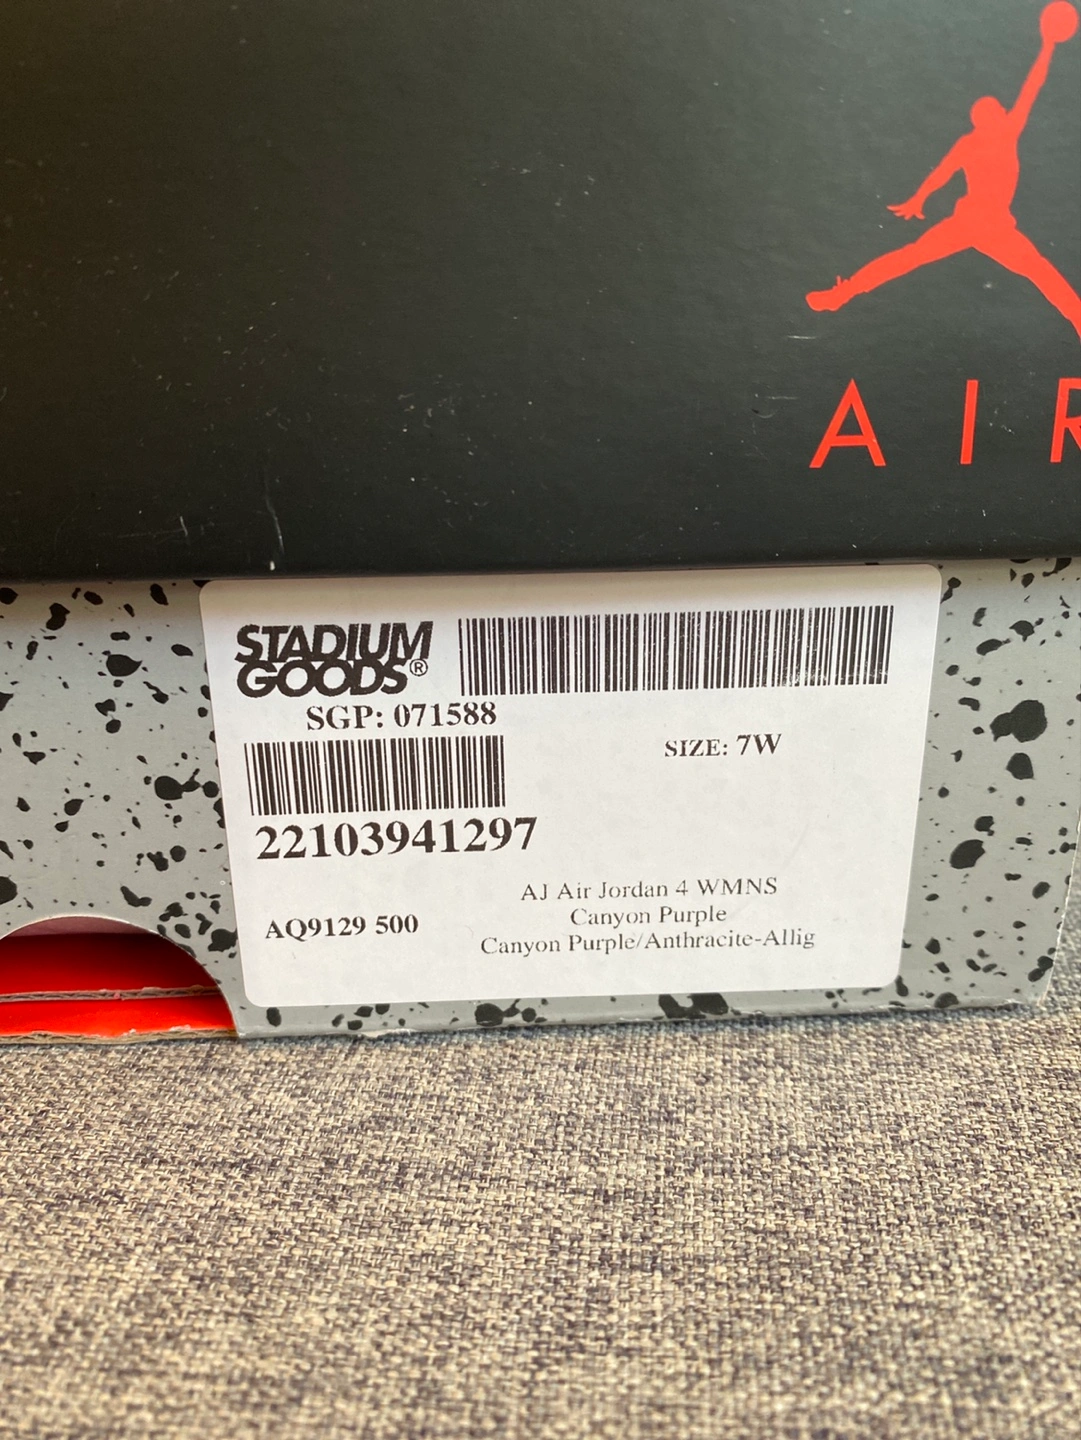 AIR
STADIUM
GOODS®
SGP: 071588
SIZE: 7W
22103941297
AJ Air Jordan 4 WMNS
AQ9129 500
Canyon Purple
Canyon Purple/Anthracite-Allig